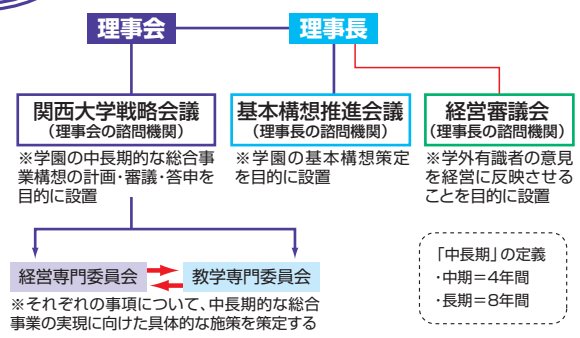 理事会
理事長
関西大学戦略会議
(理事会の諮問機関)
※学園の中長期的な総合事
業構想の計画・審議・答申を
目的に設置
基本構想推進会議
(理事長の諮問機関)
※学園の基本構想策定
を目的に設置
経営審議会
(理事長の諮問機関)
※学外有識者の意見
を経営に反映させる
ことを目的に設置
経営専門委員会
教学専門委員会
※それぞれの事項について、中長期的な総合
事業の実現に向けた具体的な施策を策定する
「中長期」の定義
・中期=4年間
・長期=8年間